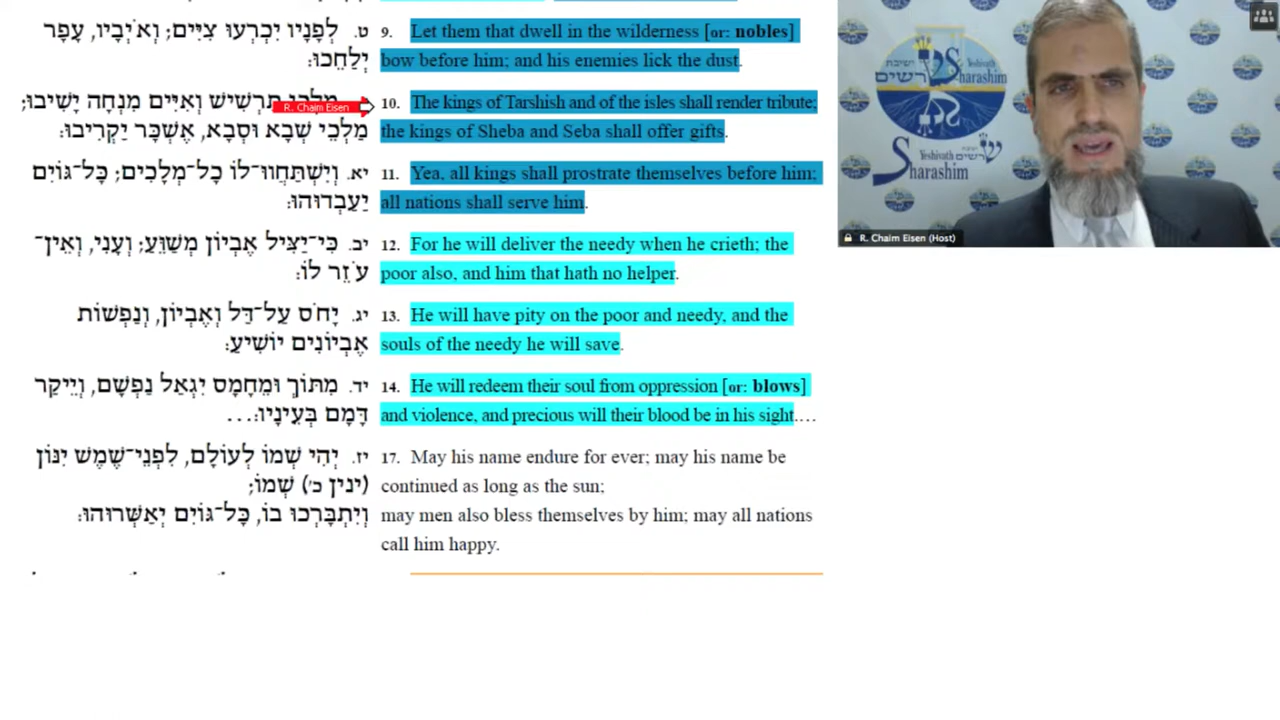 ט. לְפָנָיו יִכְרְעוּ צִיִּים; וְאֹיְבָיו, עָפָר
יְלַחֵכוּ:
9. Let them that dwell in the wilderness [or: nobles]
bow before him; and his enemies lick the dust.
תַרְשִׁישׁ וְאִיִּים מִנְחָה יָשִׁיבוּ;
מַלְכֵי שְׁבָא וּסְבָא, אֶשְׁכָּר יַקְרִיבוּ:
R. Chaim Eisen
10. The kings of Tarshish and of the isles shall render tribute;
the kings of Sheba and Seba shall offer gifts.
יא. וְיִשְׁתַּחֲווּ־לוֹ כָל־מְלָכִים; כָּל־גּוֹיִם
יַעַבְדוּהוּ:
11. Yea, all kings shall prostrate themselves before him;
all nations shall serve him.
יב. כִּי־יַצִּיל אֶבְיוֹן מְשַׁוֵּעַ; וְעָנִי, וְאֵין־
עֹזֵר לוֹ:
12. For he will deliver the needy when he crieth; the
poor also, and him that hath no helper.
יג. יָחֹס עַל־דַּל וְאֶבְיוֹן, וְנַפְשׁוֹת
אֶבְיוֹנִים יוֹשִׁיעַ:
13. He will have pity on the poor and needy, and the
souls of the needy he will save.
יד. מִתּוֹךְ וּמֵחָמָס יִגְאַל נַפְשָׁם, וְיֵיקַר
דָּמָם בְּעֵינָיו:…
14. He will redeem their soul from oppression [or: blows]
and violence, and precious will their blood be in his sight.…
יז. יְהִי שְׁמוֹ לְעוֹלָם, לִפְנֵי־שֶׁמֶשׁ יִנּוֹן
(ינין כ׳) שְׁמוֹ;
וְיִתְבָּרְכוּ בוֹ, כָּל־גּוֹיִם יְאַשְּׁרוּהוּ:
17. May his name endure for ever; may his name be
continued as long as the sun;
may men also bless themselves by him; may all nations
call him happy.
ישיבת שרשים
Yeshivath Sharashim
Yeshivath ישיבת שרשים
Sharashim
R. Chaim Eisen (Host)